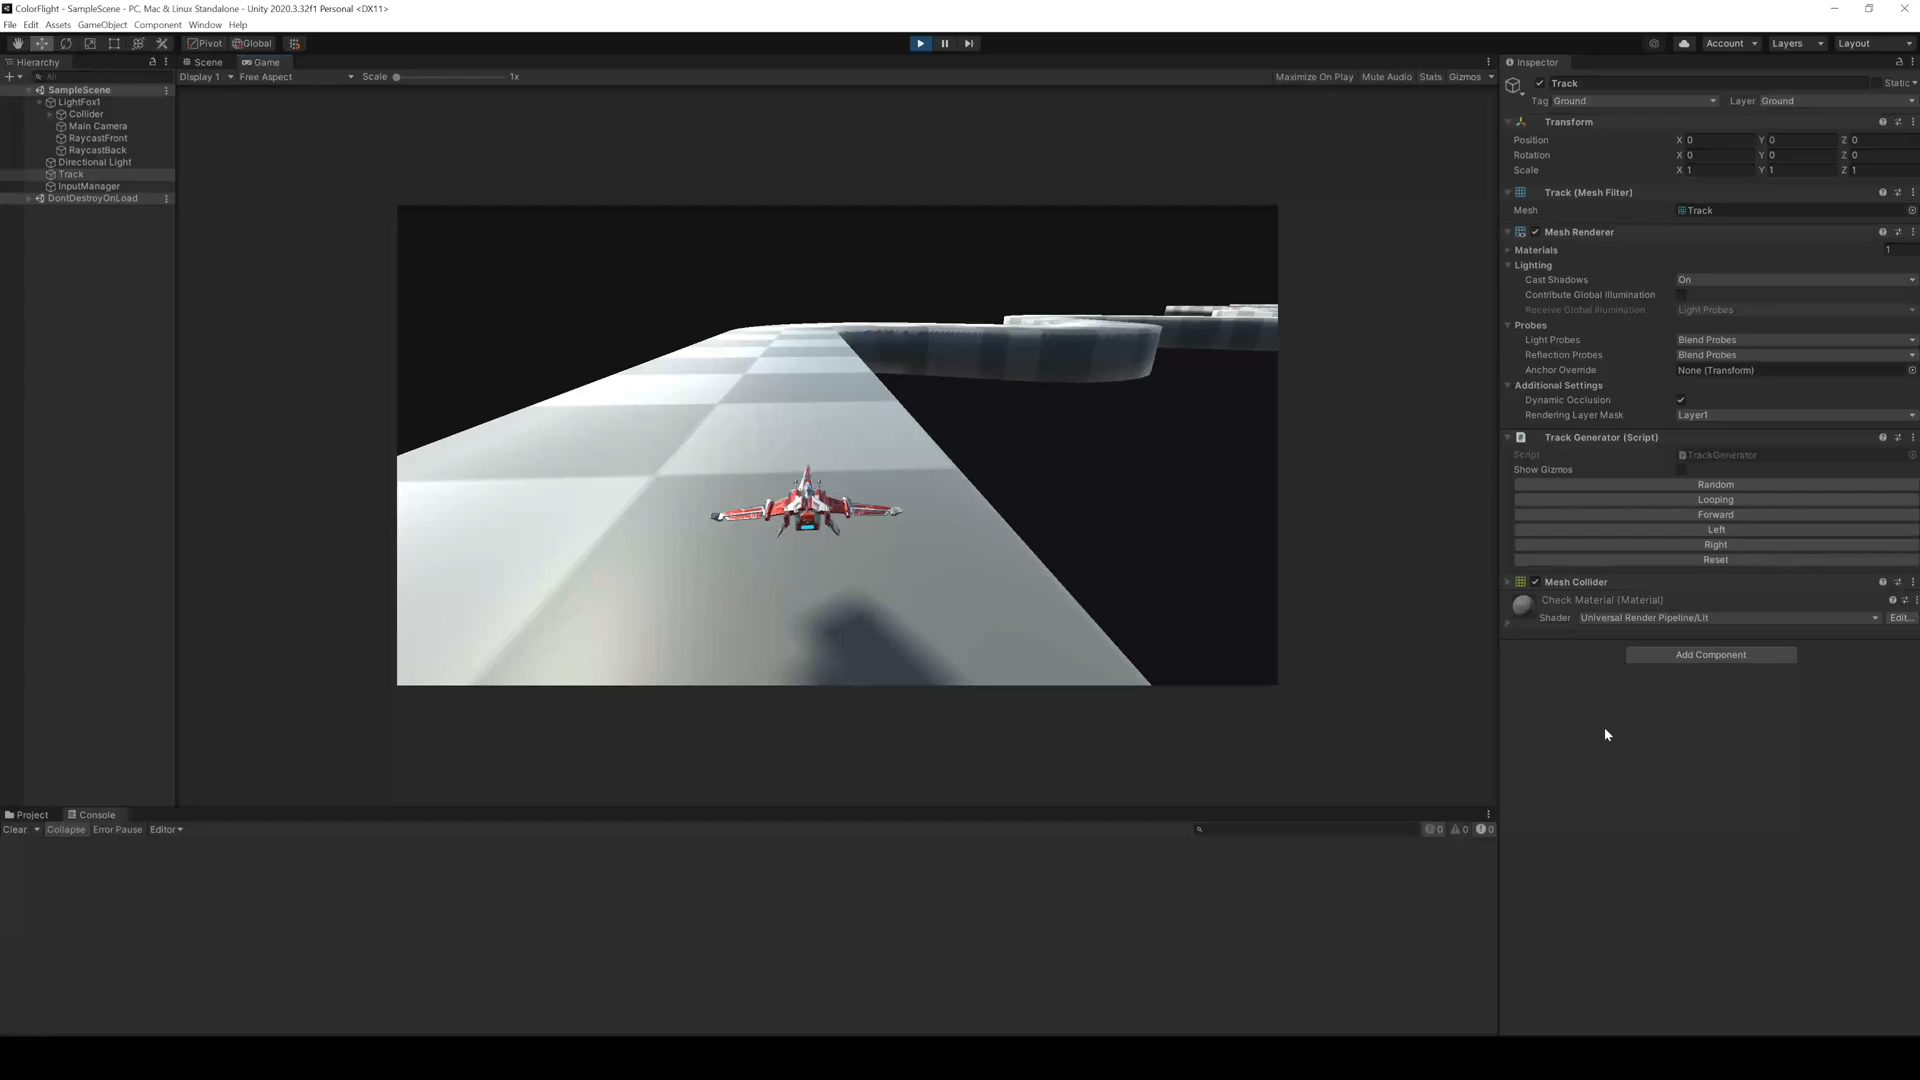 ColorFlight - SampleScene - PC, Mac & Linux Standalone - Unity 2020.3.32f1 Personal <DX11>
File Edit Assets GameObject Component Window Help
Pivot Global Account Layers Layout
Hierarchy
All
SampleScene
LightFox1
Collider
Main Camera
RaycastFront
RaycastBack
Directional Light
Track
InputManager
DontDestroyOnLoad
Scene Game
Display 1 Free Aspect Scale 1x Maximize On Play Mute Audio Stats Gizmos
Project Console
Clear Collapse Error Pause Editor 0 0 0
Inspector
Track Static
Tag Ground Layer Ground
Transform
Position X 0 Y 0 Z 0
Rotation X 0 Y 0 Z 0
Scale X 1 Y 1 Z 1
Track (Mesh Filter)
Mesh Track
Mesh Renderer
Materials 1
Lighting
Cast Shadows On
Contribute Global Illumination
Receive Global Illumination Light Probes
Probes
Light Probes Blend Probes
Reflection Probes Blend Probes
Anchor Override None (Transform)
Additional Settings
Dynamic Occlusion
Rendering Layer Mask Layer1
Track Generator (Script)
Script TrackGenerator
Show Gizmos
Random
Looping
Forward
Left
Right
Reset
Mesh Collider
Check Material (Material)
Shader Universal Render Pipeline/Lit Edit...
Add Component